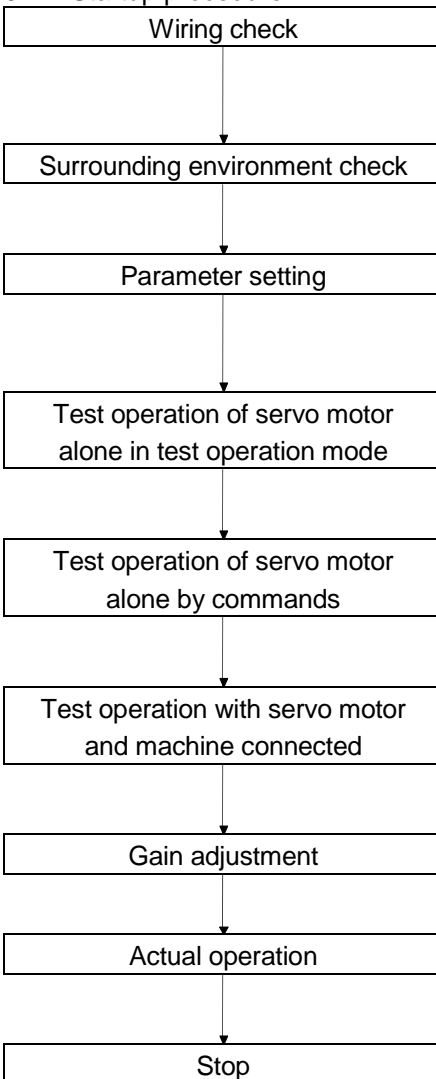 Wiring check
Surrounding environment check
Parameter setting
Test operation of servo motor
alone in test operation mode
Test operation of servo motor
alone by commands
Test operation with servo motor
and machine connected
Gain adjustment
Actual operation
Stop